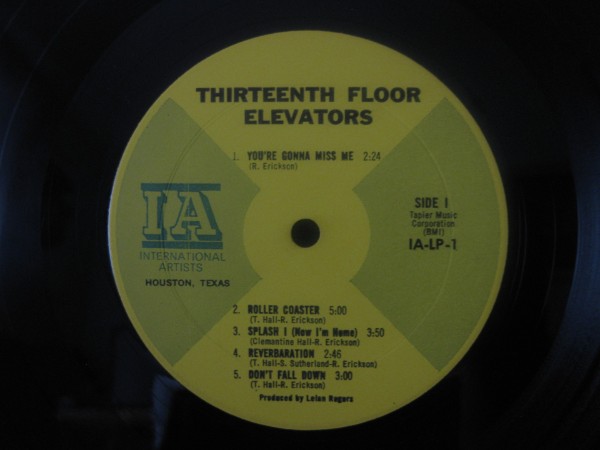 THIRTEENTH FLOOR
ELEVATORS
1. YOU'RE GONNA MISS ME 2:24
(R. Erickson)
IA
INTERNATIONAL
ARTISTS
HOUSTON, TEXAS
SIDE I
Tapier Music
Corporation
(BMI)
IA-LP-1
2. ROLLER COASTER 5:00
(T. Hall-R. Erickson)
3. SPLASH I (Now I'm Home) 3:50
(Clementine Hall-R. Erickson)
4. REVERBARATION 2:46
(T. Hall-S. Sutherland-R. Erickson)
5. DON'T FALL DOWN 3:00
(T. Hall-R. Erickson)
Produced by Lelan Rogers